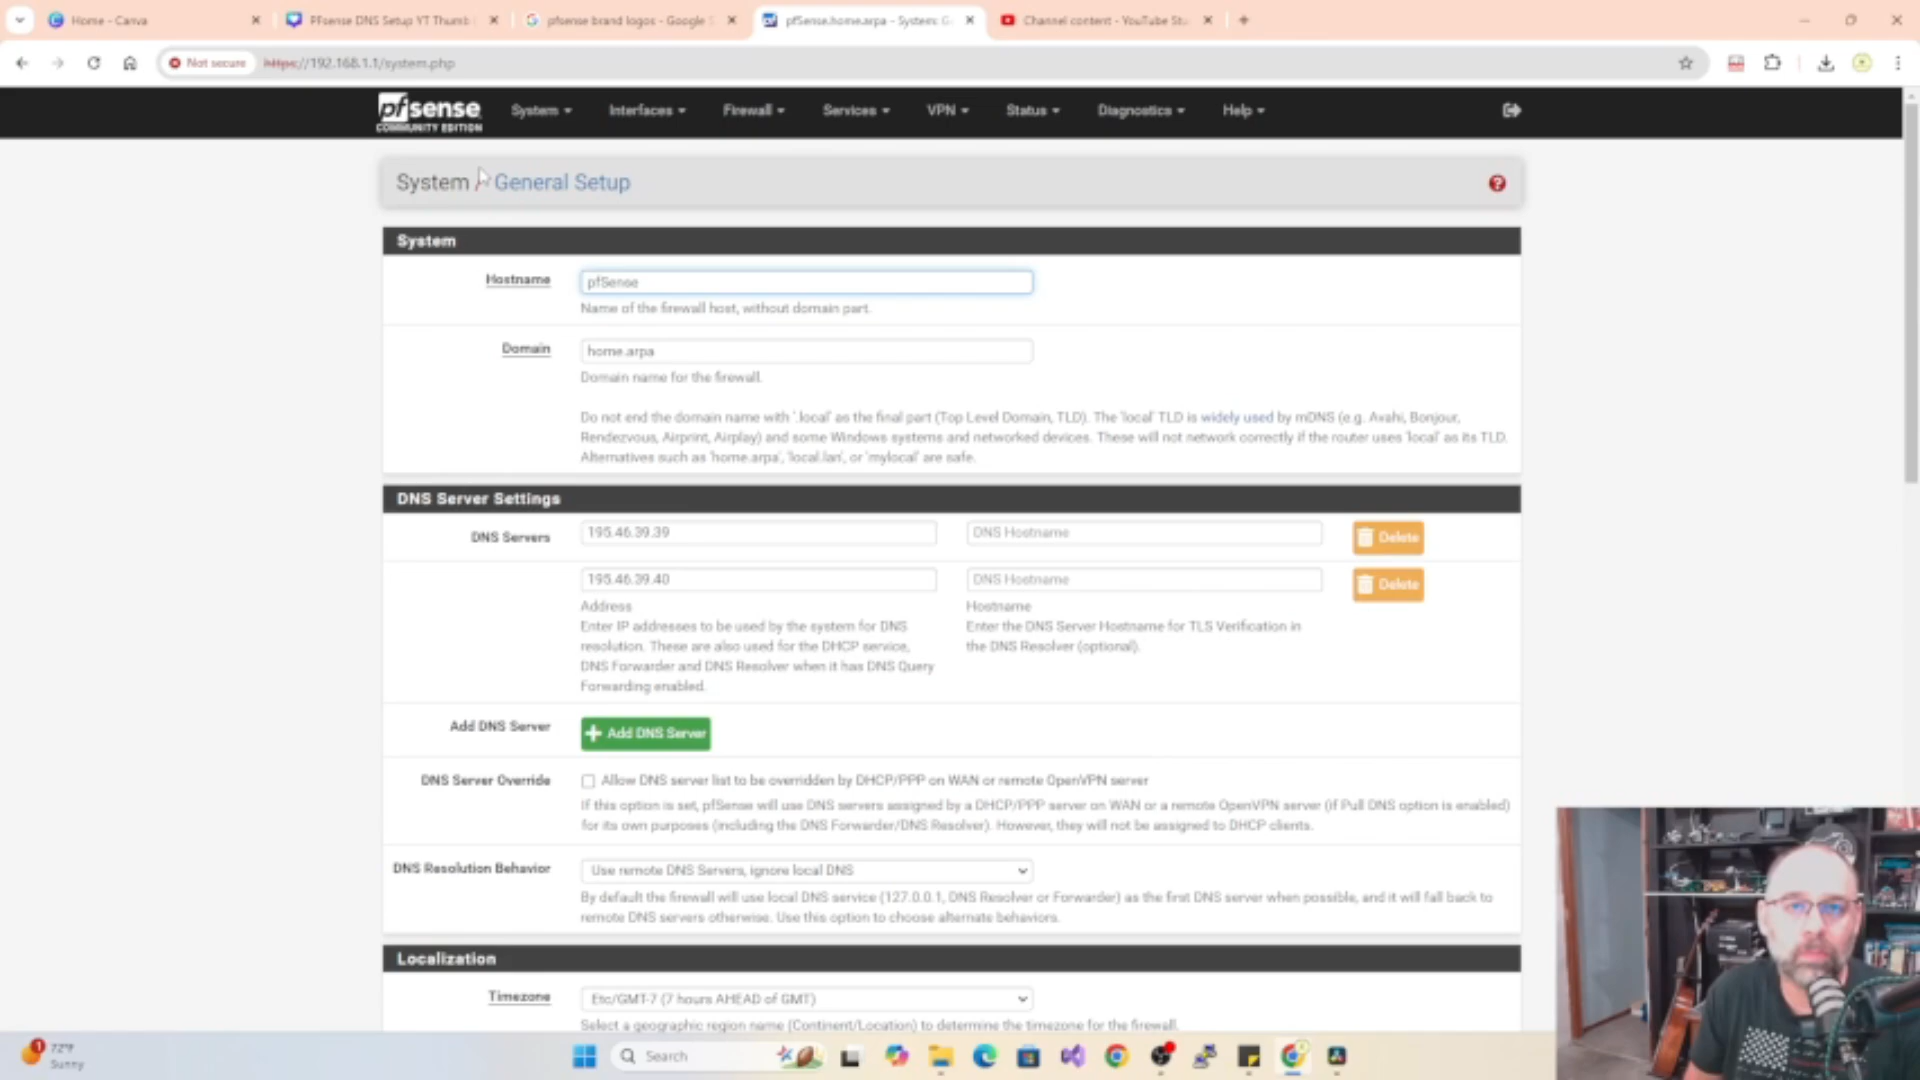 Home - Canva
PFsense DNS Setup YT Thumb
pfsense brand logos - Google S
pfSense.home.arpa - System: G
Channel content - YouTube Stu
Not secure
https://192.168.1.1/system.php
pfsense
COMMUNITY EDITION
System
Interfaces
Firewall
Services
VPN
Status
Diagnostics
Help
System / General Setup
System
Hostname
pfSense
Name of the firewall host, without domain part.
Domain
home.arpa
Domain name for the firewall.
Do not end the domain name with '.local' as the final part (Top Level Domain, TLD). The 'local' TLD is widely used by mDNS (e.g. Avahi, Bonjour,
Rendezvous, Airprint, Airplay) and some Windows systems and networked devices. These will not network correctly if the router uses 'local' as its TLD.
Alternatives such as 'home.arpa', 'local.lan', or 'mylocal' are safe.
DNS Server Settings
DNS Servers
195.46.39.39
DNS Hostname
Delete
195.46.39.40
DNS Hostname
Delete
Address
Enter IP addresses to be used by the system for DNS
resolution. These are also used for the DHCP service,
DNS Forwarder and DNS Resolver when it has DNS Query
Forwarding enabled.
Hostname
Enter the DNS Server Hostname for TLS Verification in
the DNS Resolver (optional).
Add DNS Server
Add DNS Server
DNS Server Override
Allow DNS server list to be overridden by DHCP/PPP on WAN or remote OpenVPN server
If this option is set, pfSense will use DNS servers assigned by a DHCP/PPP server on WAN or a remote OpenVPN server (if Pull DNS option is enabled)
for its own purposes (including the DNS Forwarder/DNS Resolver). However, they will not be assigned to DHCP clients.
DNS Resolution Behavior
Use remote DNS Servers, ignore local DNS
By default the firewall will use local DNS service (127.0.0.1, DNS Resolver or Forwarder) as the first DNS server when possible, and it will fall back to
remote DNS servers otherwise. Use this option to choose alternate behaviors.
Localization
Timezone
Etc/GMT-7 (7 hours AHEAD of GMT)
Select a geographic region name (Continent/Location) to determine the timezone for the firewall.
1
72°F
Sunny
Search